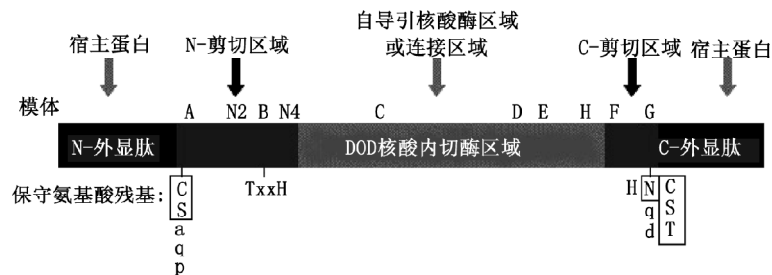 自导引核酸酶区域
或连接区域
宿主蛋白 N-剪切区域 C-剪切区域 宿主蛋白
模体 A N2 B N4 C D E H F G
N-外显肽 DOD核酸内切酶区域 C-外显肽
保守氨基酸残基: C TxxH H N C
S q S
a d T
q
p